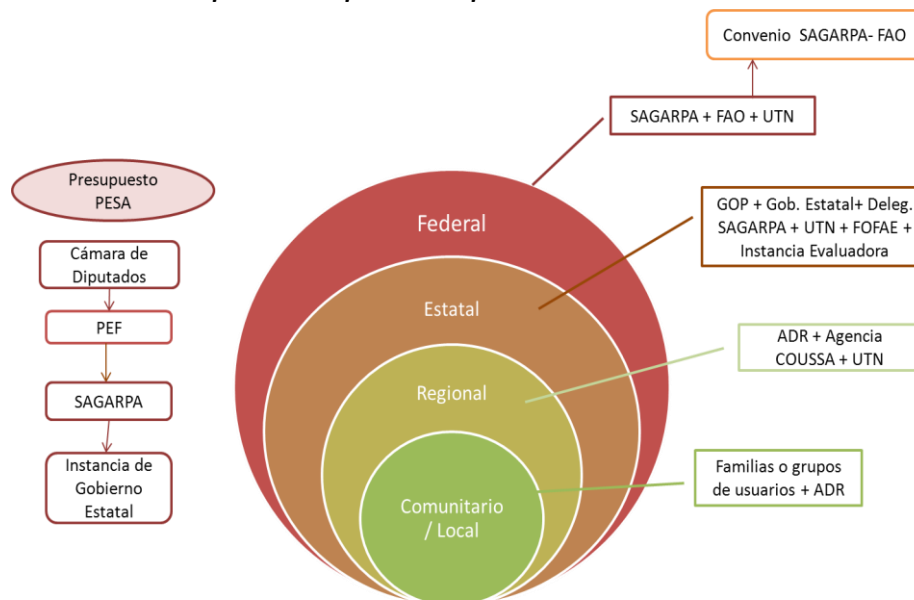 Convenio SAGARPA- FAO
SAGARPA + FAO + UTN
Presupuesto
PESA
Cámara de
Diputados
PEF
SAGARPA
Instancia de
Gobierno
Estatal
Federal
Estatal
Regional
Comunitario
/ Local
GOP + Gob. Estatal+ Deleg.
SAGARPA + UTN + FOFAE +
Instancia Evaluadora
ADR + Agencia
COUSSA + UTN
Familias o grupos
de usuarios + ADR